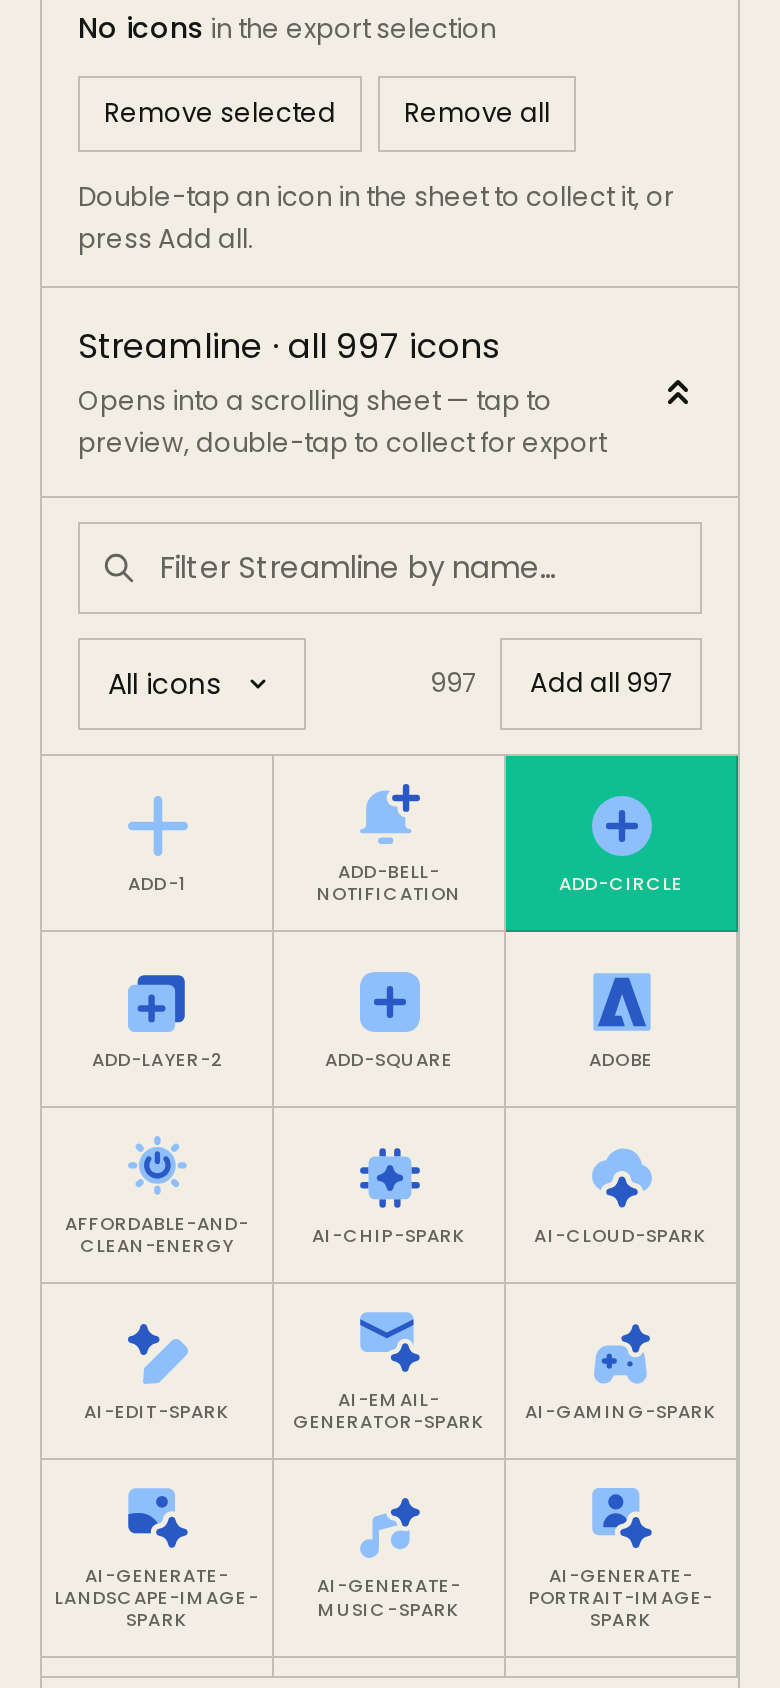 No icons in the export selection
Remove selected
Remove all
Double-tap an icon in the sheet to collect it, or
press Add all.
Streamline · all 997 icons
Opens into a scrolling sheet — tap to
preview, double-tap to collect for export
Filter Streamline by name...
All icons
997
Add all 997
ADD-1
ADD-BELL-
NOTIFICATION
ADD-CIRCLE
ADD-LAYER-2
ADD-SQUARE
ADOBE
AFFORDABLE-AND-
CLEAN-ENERGY
AI-CHIP-SPARK
AI-CLOUD-SPARK
AI-EDIT-SPARK
AI-EMAIL-
GENERATOR-SPARK
AI-GAMING-SPARK
AI-GENERATE-
LANDSCAPE-IMAGE-
SPARK
AI-GENERATE-
MUSIC-SPARK
AI-GENERATE-
PORTRAIT-IMAGE-
SPARK